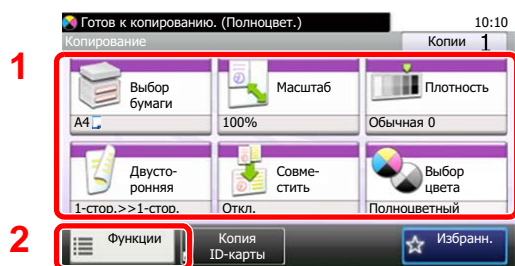 Готов к копированию. (Полноцвет.)
10:10
Копирование
Копии 1
1
Выбор
бумаги
A4
Масштаб
100%
Плотность
Обычная 0
Двусто-
ронняя
1-стор.>>1-стор.
Совме-
стить
Откл.
Выбор
цвета
Полноцветный
2
Функции
Копия
ID-карты
Избранн.